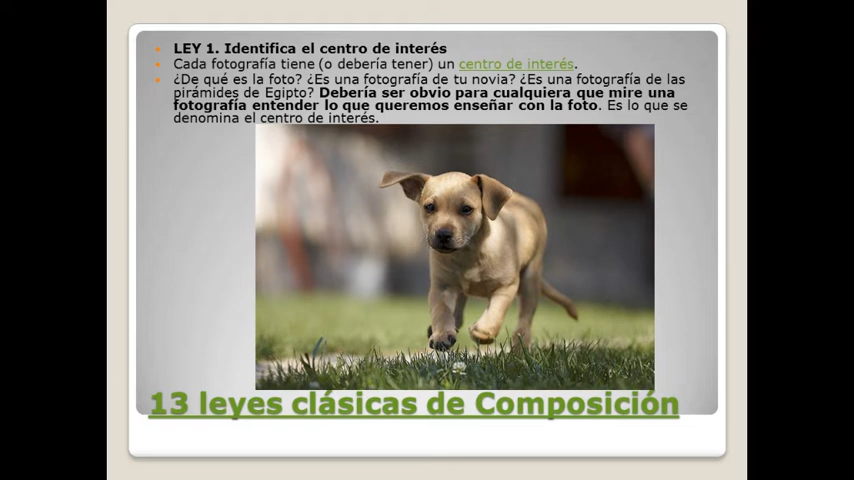 LEY 1. Identifica el centro de interés
Cada fotografía tiene (o debería tener) un centro de interés.
¿De qué es la foto? ¿Es una fotografía de tu novia? ¿Es una fotografía de las
pirámides de Egipto? Debería ser obvio para cualquiera que mire una
fotografía entender lo que queremos enseñar con la foto. Es lo que se
denomina el centro de interés.
13 leyes clásicas de Composición